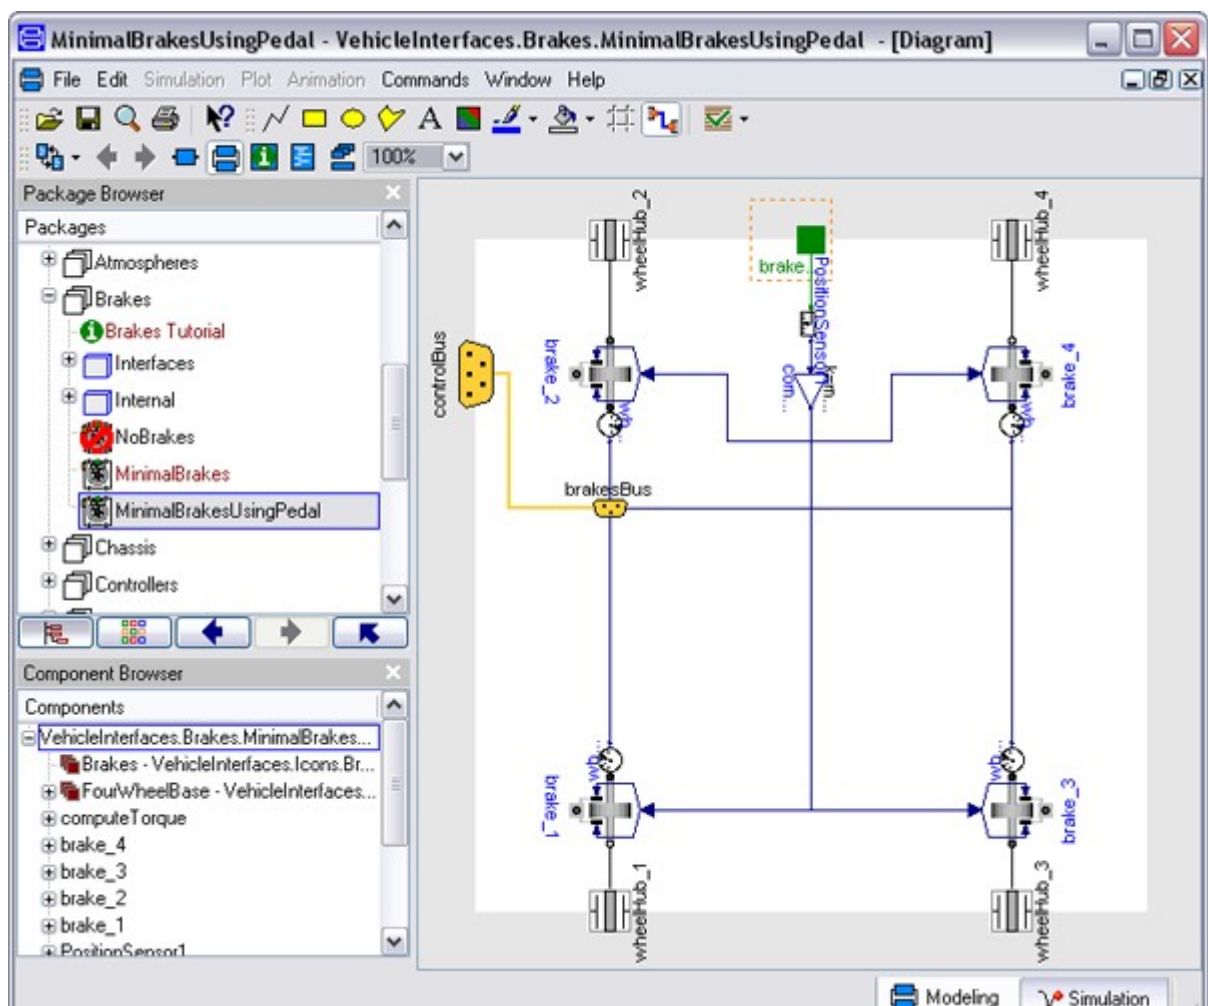 MinimalBrakesUsingPedal - VehicleInterfaces.Brakes.MinimalBrakesUsingPedal - [Diagram]
File Edit Simulation Plot Animation Commands Window Help
100%
Package Browser
Packages
Atmospheres
Brakes
Brakes Tutorial
Interfaces
Internal
NoBrakes
MinimalBrakes
MinimalBrakesUsingPedal
Chassis
Controllers
Component Browser
Components
VehicleInterfaces.Brakes.MinimalBrakes...
Brakes - VehicleInterfaces.Icons.Br...
FourWheelBase - VehicleInterfaces...
computeTorque
brake_4
brake_3
brake_2
brake_1
PositionSensor1
wheelHub_2
wheelHub_4
brake...
PositionSensor1
controlBus
brake_2
com...
brake_4
brakesBus
brake_1
brake_3
wheelHub_1
wheelHub_3
Modeling
Simulation